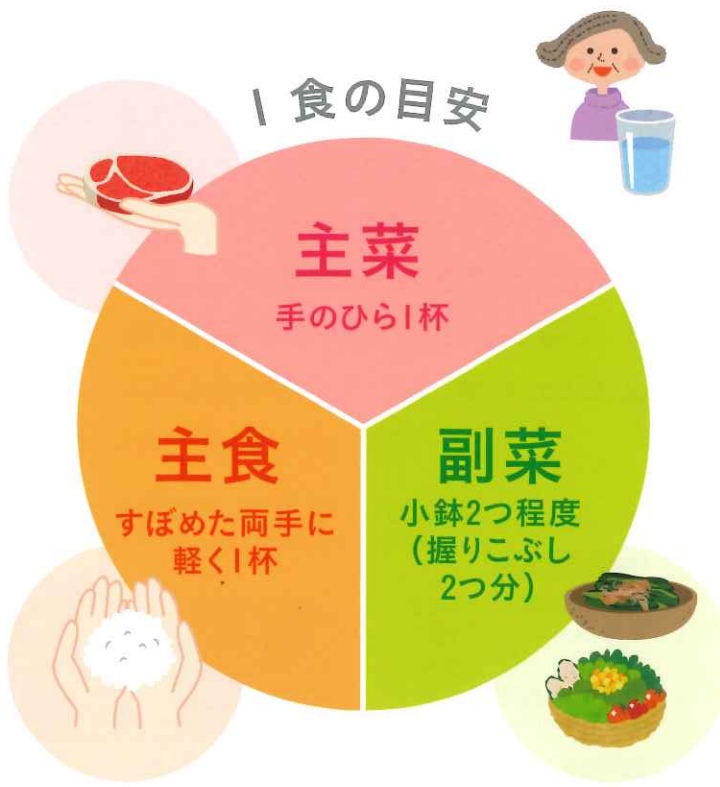 1食の目安
主菜
手のひら1杯
主食
すぼめた両手に
軽く1杯
副菜
小鉢2つ程度
(握りこぶし
2つ分)